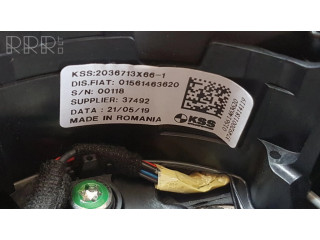 RRR
KSS:2036713X66-1
DIS.FIAT: 01561463620
S/N: 00118
SUPPLIER: 37492
DATA : 21/05/19
MADE IN ROMANIA
KSS